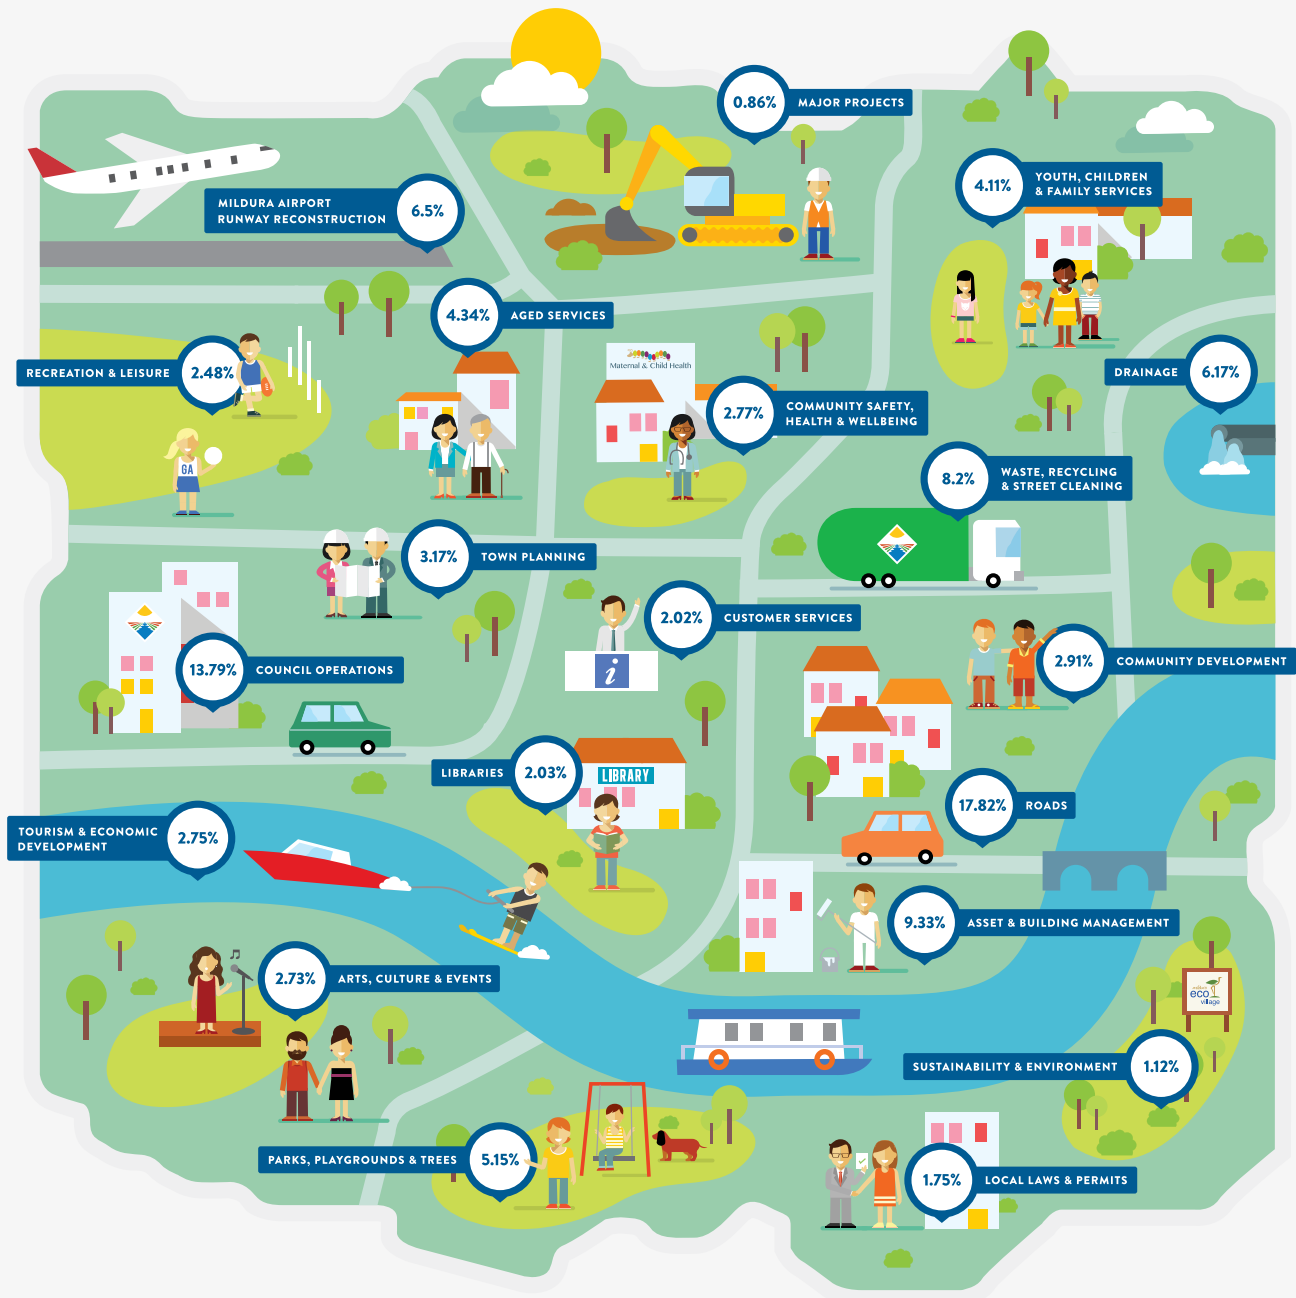 0.86%
MAJOR PROJECTS
4.11%
YOUTH, CHILDREN
& FAMILY SERVICES
MILDURA AIRPORT
RUNWAY RECONSTRUCTION
6.5%
4.34%
AGED SERVICES
RECREATION & LEISURE
2.48%
Maternal & Child Health
DRAINAGE
6.17%
2.77%
COMMUNITY SAFETY,
HEALTH & WELLBEING
GA
8.2%
WASTE, RECYCLING
& STREET CLEANING
3.17%
TOWN PLANNING
2.02%
CUSTOMER SERVICES
i
13.79%
COUNCIL OPERATIONS
2.91%
COMMUNITY DEVELOPMENT
LIBRARIES
2.03%
LIBRARY
17.82%
ROADS
TOURISM & ECONOMIC
DEVELOPMENT
2.75%
9.33%
ASSET & BUILDING MANAGEMENT
2.73%
ARTS, CULTURE & EVENTS
eco
village
SUSTAINABILITY & ENVIRONMENT
1.12%
PARKS, PLAYGROUNDS & TREES
5.15%
1.75%
LOCAL LAWS & PERMITS